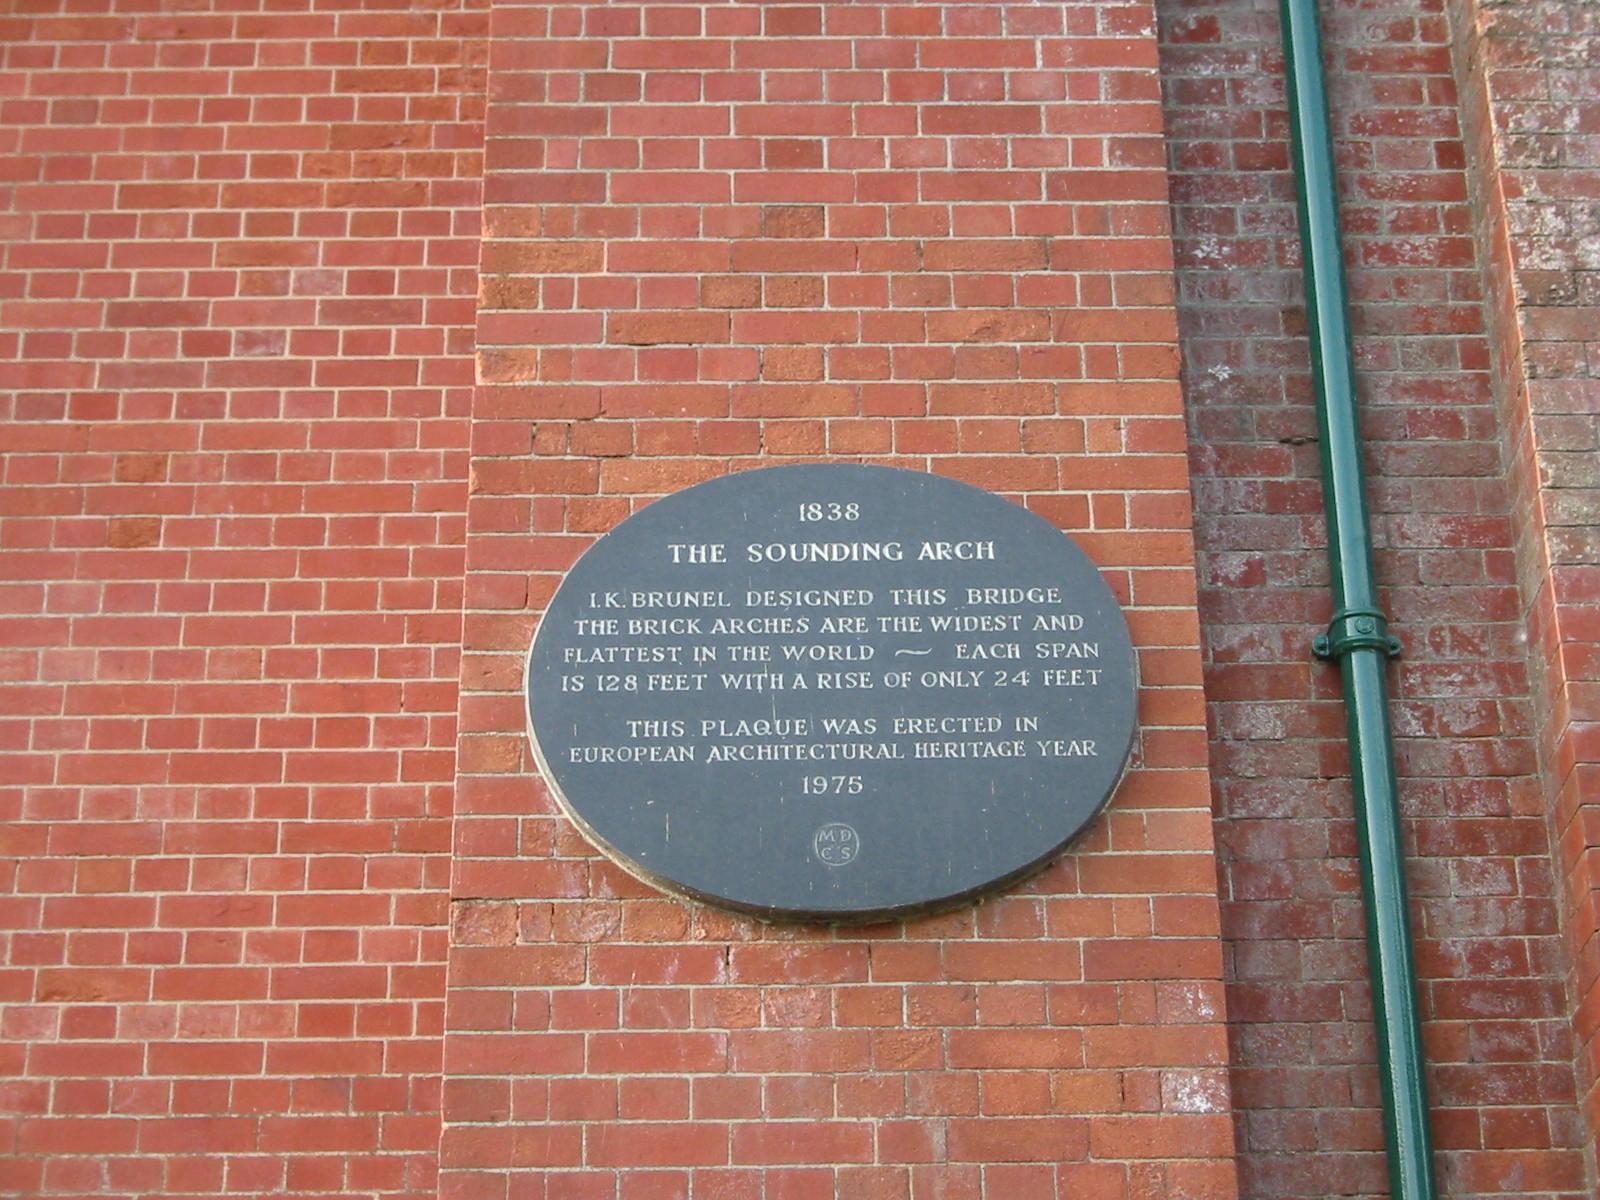 1838
THE SOUNDING ARCH
I.K. BRUNEL DESIGNED THIS BRIDGE
THE BRICK ARCHES ARE THE WIDEST AND
FLATTEST IN THE WORLD ~ EACH SPAN
IS 128 FEET WITH A RISE OF ONLY 24 FEET
THIS PLAQUE WAS ERECTED IN
EUROPEAN ARCHITECTURAL HERITAGE YEAR
1975
M D
C S